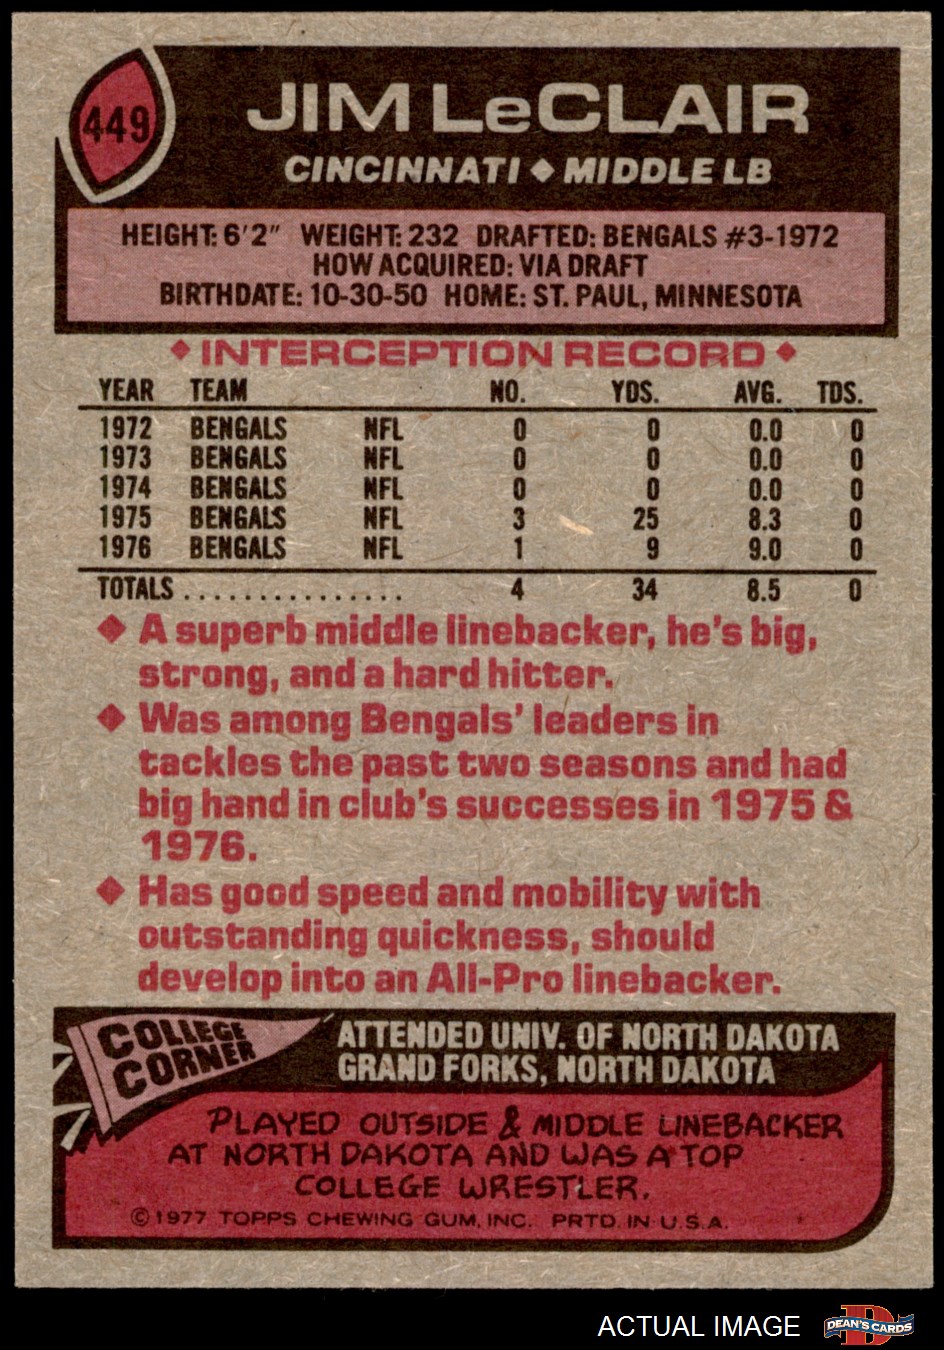 449
JIM LeCLAIR
CINCINNATI ◆ MIDDLE LB
HEIGHT: 6'2" WEIGHT: 232 DRAFTED: BENGALS #3-1972
HOW ACQUIRED: VIA DRAFT
BIRTHDATE: 10-30-50 HOME: ST. PAUL, MINNESOTA
◆ INTERCEPTION RECORD ◆
YEAR TEAM NO. YDS. AVG. TDS.
1972 BENGALS NFL 0 0 0.0 0
1973 BENGALS NFL 0 0 0.0 0
1974 BENGALS NFL 0 0 0.0 0
1975 BENGALS NFL 3 25 8.3 0
1976 BENGALS NFL 1 9 9.0 0
TOTALS ............... 4 34 8.5 0
◆ A superb middle linebacker, he's big,
strong, and a hard hitter.
◆ Was among Bengals' leaders in
tackles the past two seasons and had
big hand in club's successes in 1975 &
1976.
◆ Has good speed and mobility with
outstanding quickness, should
develop into an All-Pro linebacker.
COLLEGE
CORNER
ATTENDED UNIV. OF NORTH DAKOTA
GRAND FORKS, NORTH DAKOTA
PLAYED OUTSIDE & MIDDLE LINEBACKER
AT NORTH DAKOTA AND WAS A TOP
COLLEGE WRESTLER.
© 1977 TOPPS CHEWING GUM, INC. PRTD. IN U.S.A.
ACTUAL IMAGE
D
DEAN'S CARDS